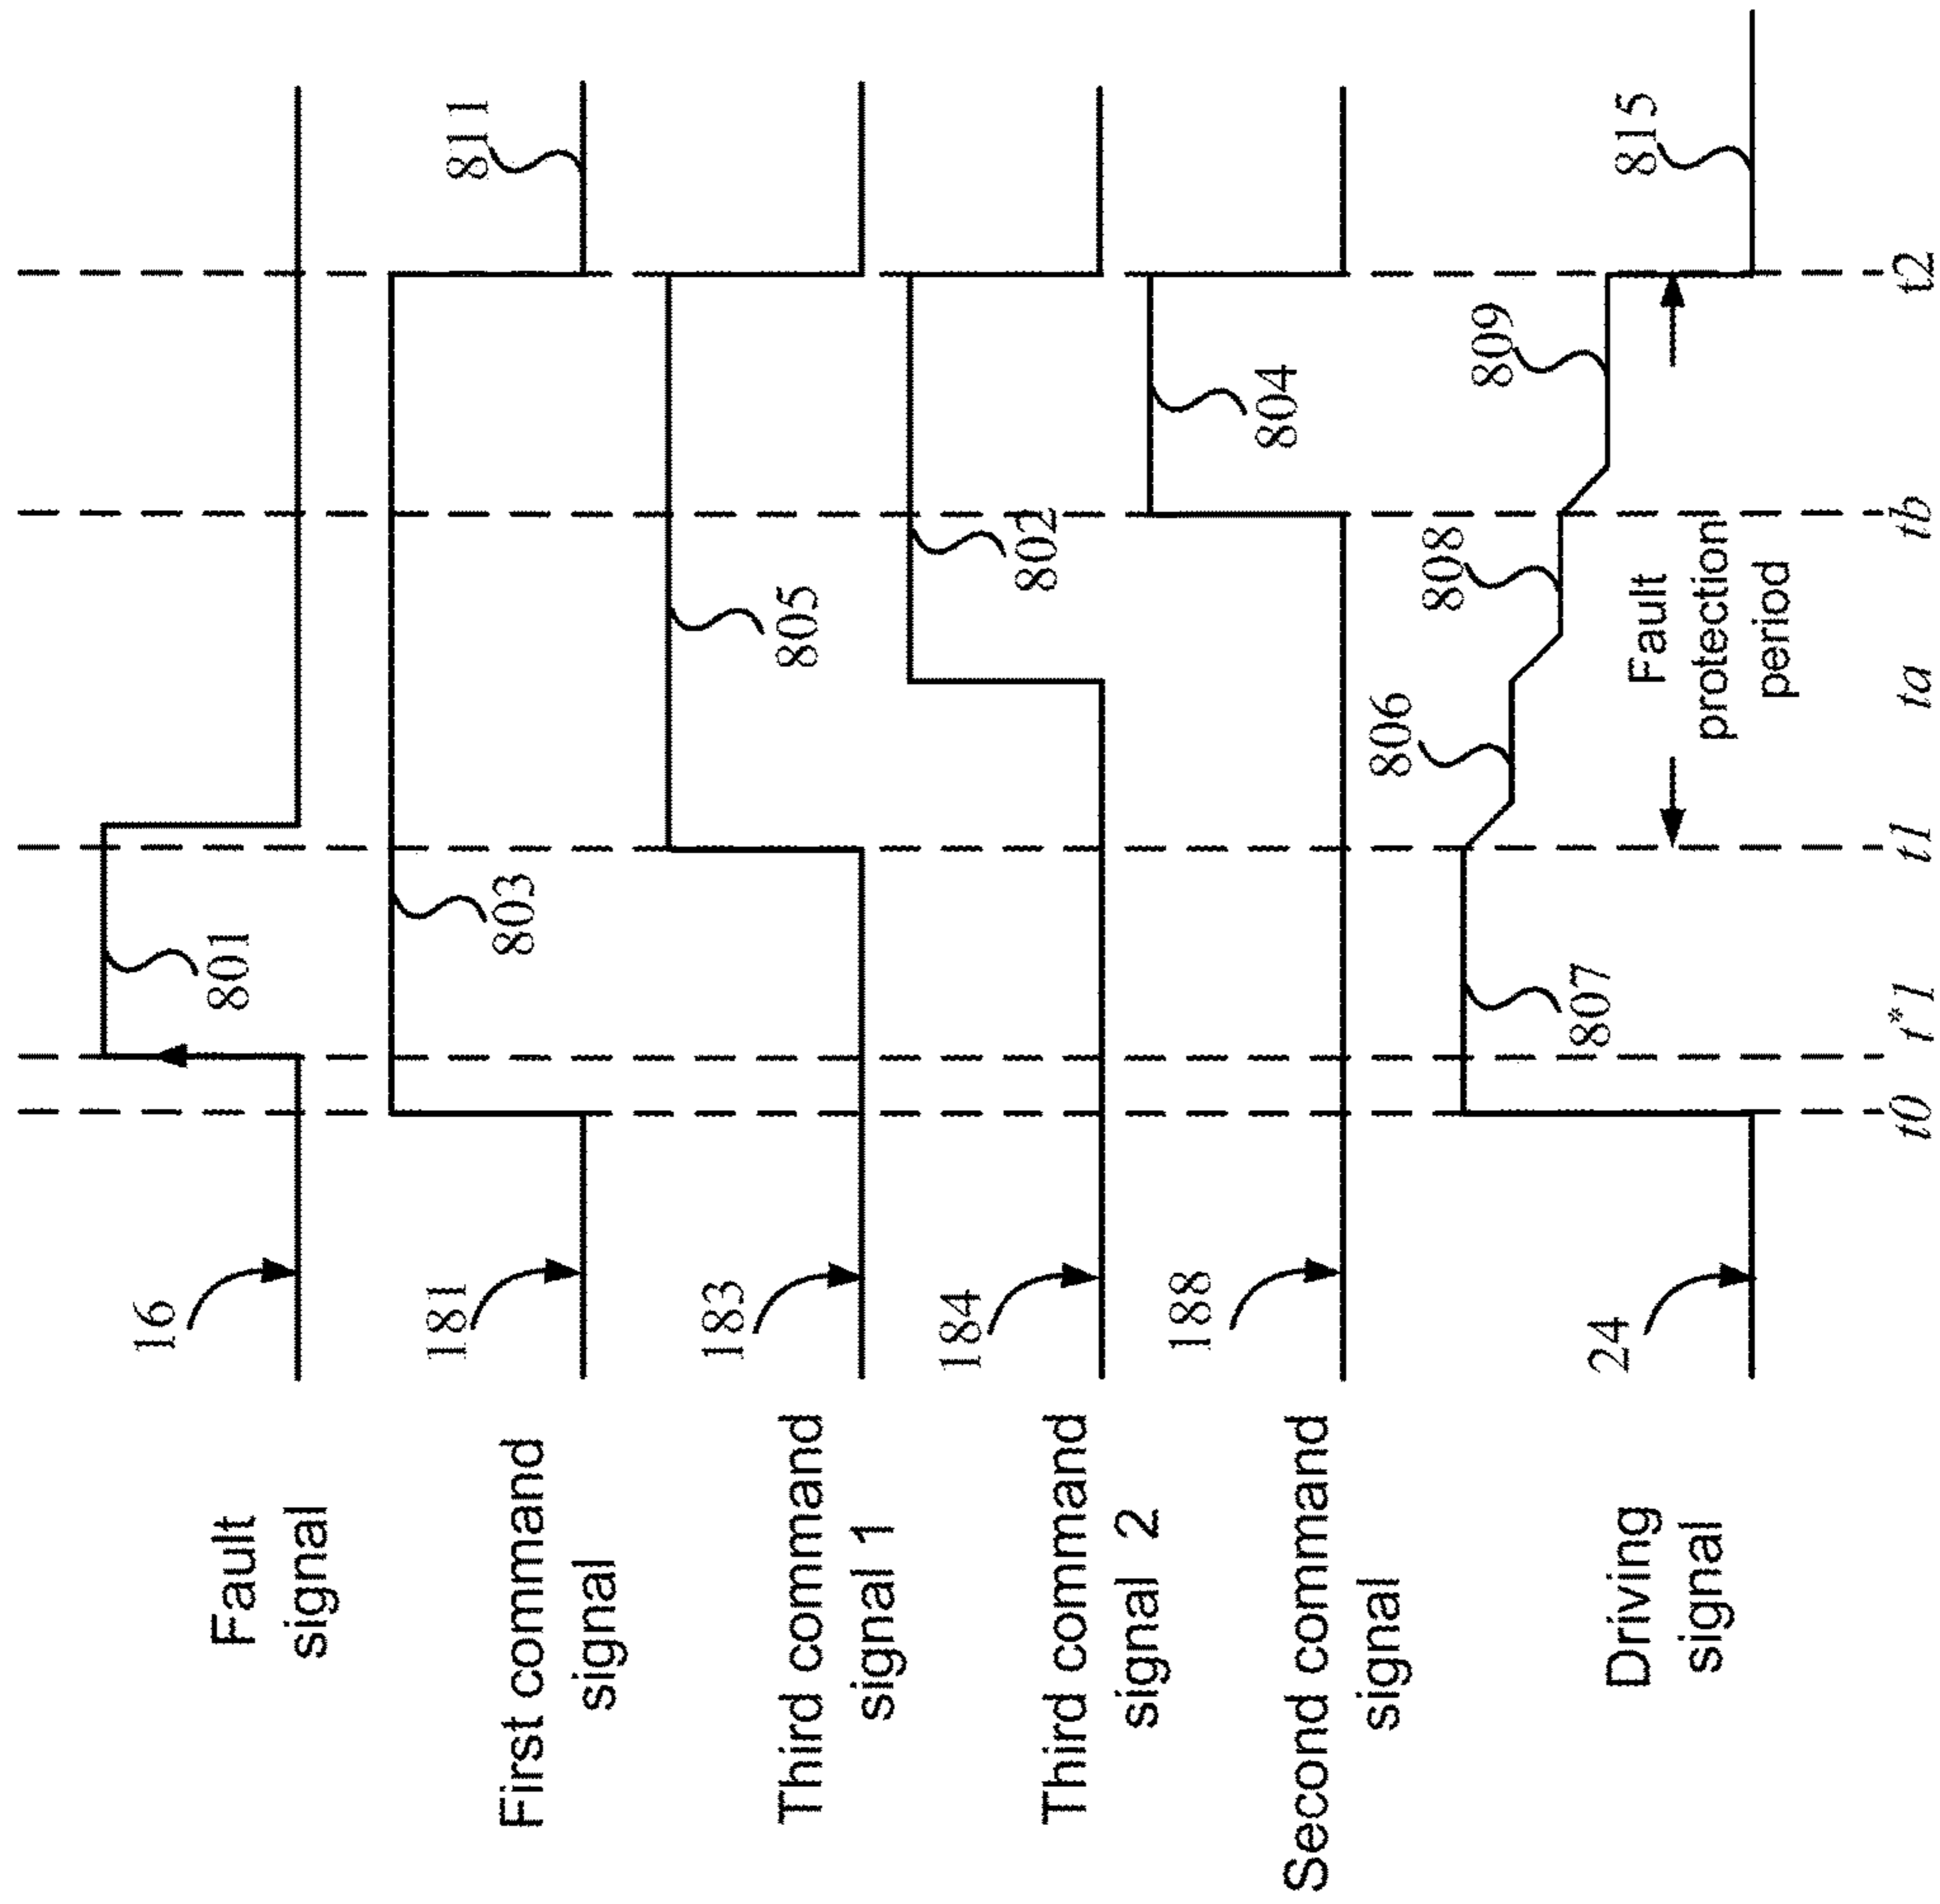 Fault
signal
16
801
First command
signal
181
803
811
Third command
signal 1
183
805
Third command
signal 2
184
802
Second command
signal
188
804
Driving
signal
24
807
806
808
809
815
Fault
protection
period
t0
t*1
t1
ta
tb
t2